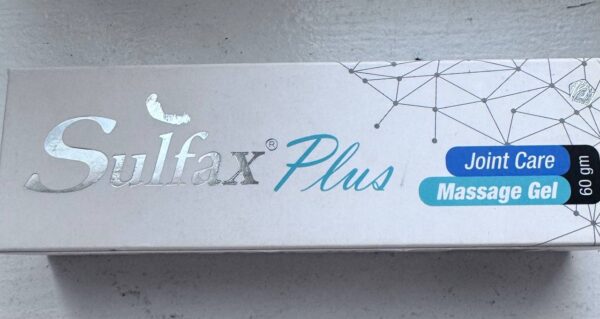 Sulfax® Plus
Joint Care
Massage Gel
60 gm